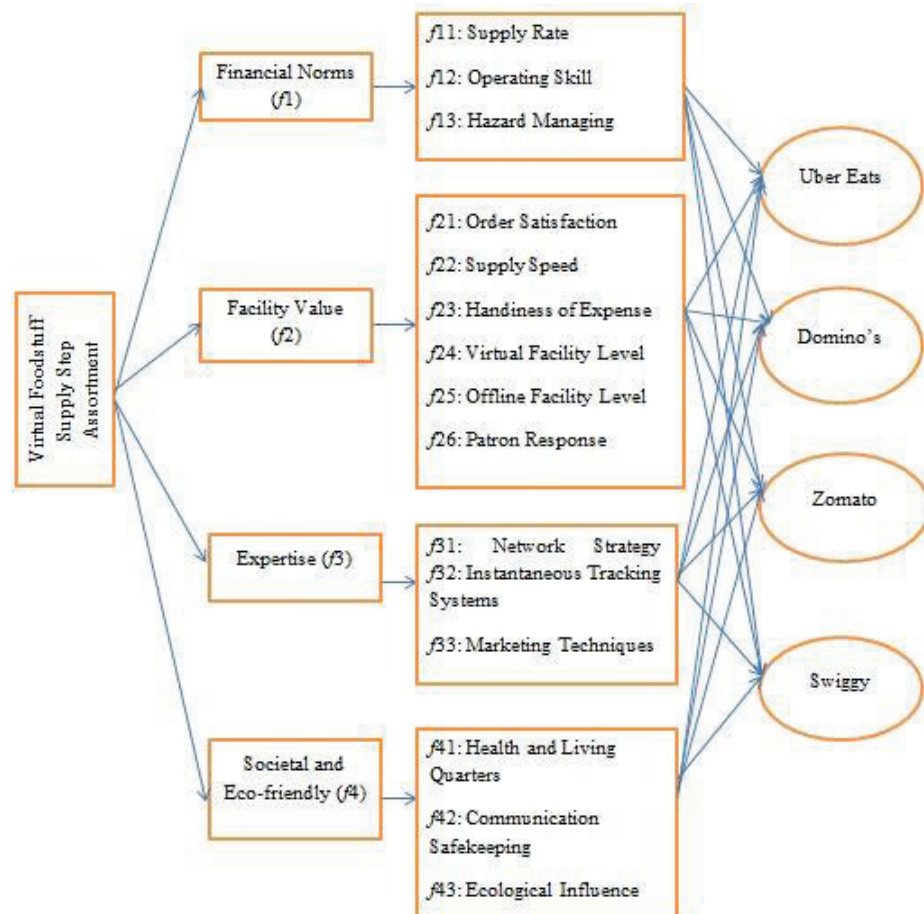 Virtual Foodstuff
Supply Step
Assortment
Financial Norms
(f1)
f11: Supply Rate
f12: Operating Skill
f13: Hazard Managing
Facility Value
(f2)
f21: Order Satisfaction
f22: Supply Speed
f23: Handiness of Expense
f24: Virtual Facility Level
f25: Offline Facility Level
f26: Patron Response
Expertise (f3)
f31: Network Strategy
f32: Instantaneous Tracking
Systems
f33: Marketing Techniques
Societal and
Eco-friendly (f4)
f41: Health and Living
Quarters
f42: Communication
Safekeeping
f43: Ecological Influence
Uber Eats
Domino's
Zomato
Swiggy